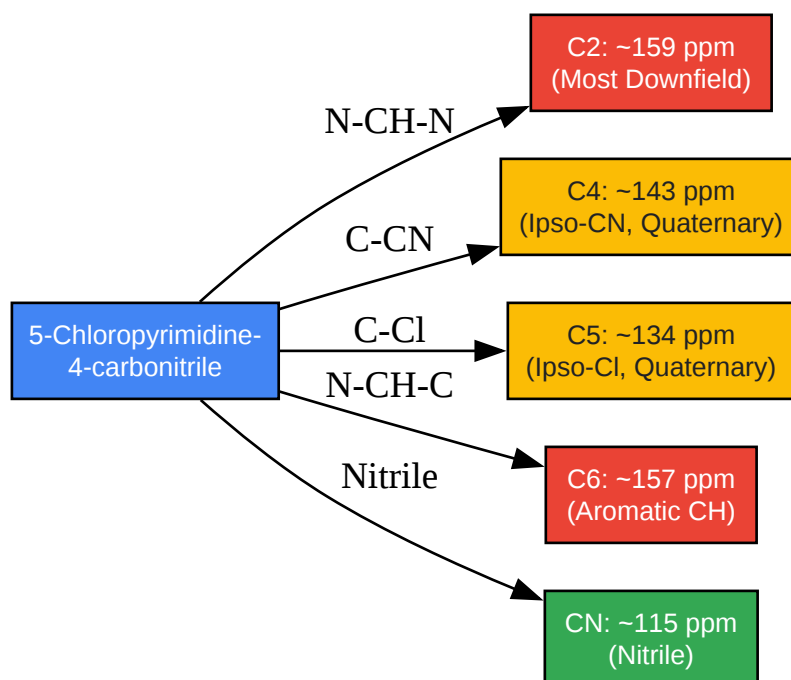 C2: ~159 ppm
(Most Downfield)
N-CH-N
C4: ~143 ppm
(Ipso-CN, Quaternary)
C-CN
5-Chloropyrimidine-
4-carbonitrile
C-Cl
C5: ~134 ppm
(Ipso-Cl, Quaternary)
N-CH-C
C6: ~157 ppm
(Aromatic CH)
Nitrile
CN: ~115 ppm
(Nitrile)